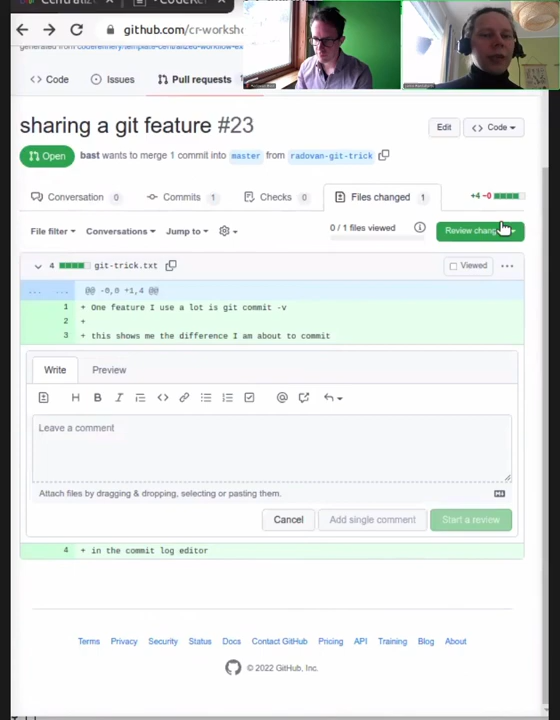 github.com/cr-worksho
Code
Issues
Pull requests
sharing a git feature #23
Edit
Code
Open
bast wants to merge 1 commit into master from radovan-git-trick
Conversation 0
Commits 1
Checks 0
Files changed 1
+4 −0
File filter
Conversations
Jump to
0 / 1 files viewed
Review chang
4
git-trick.txt
Viewed
... ... @@ -0,0 +1,4 @@
1 + One feature I use a lot is git commit -v
2 +
3 + this shows me the difference I am about to commit
Write
Preview
Leave a comment
Attach files by dragging & dropping, selecting or pasting them.
Cancel
Add single comment
Start a review
4 + in the commit log editor
Terms
Privacy
Security
Status
Docs
Contact GitHub
Pricing
API
Training
Blog
About
© 2022 GitHub, Inc.